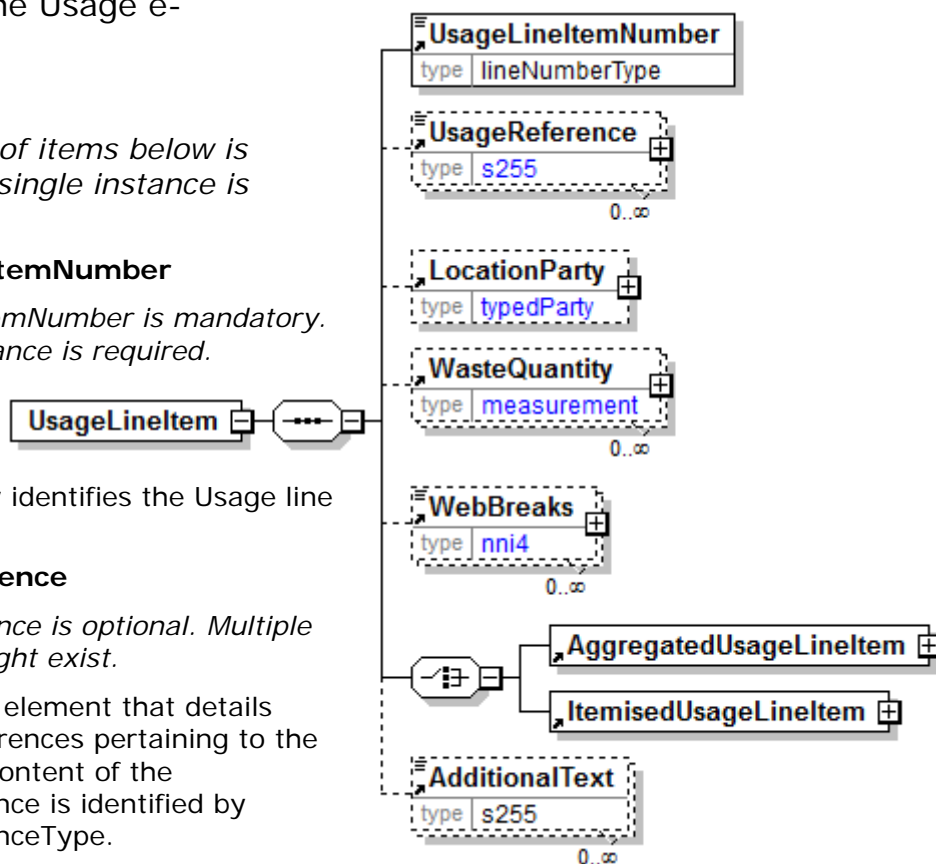 he Usage e-
of items below is
single instance is
temNumber
emNumber is mandatory.
ance is required.
identifies the Usage line
ence
nce is optional. Multiple
ght exist.
element that details
rences pertaining to the
ontent of the
nce is identified by
nceType.
UsageLineItem
UsageLineItemNumber
type lineNumberType
UsageReference
type s255
0..∞
LocationParty
type typedParty
WasteQuantity
type measurement
0..∞
WebBreaks
type nni4
0..∞
AggregatedUsageLineItem
ItemisedUsageLineItem
AdditionalText
type s255
0..∞